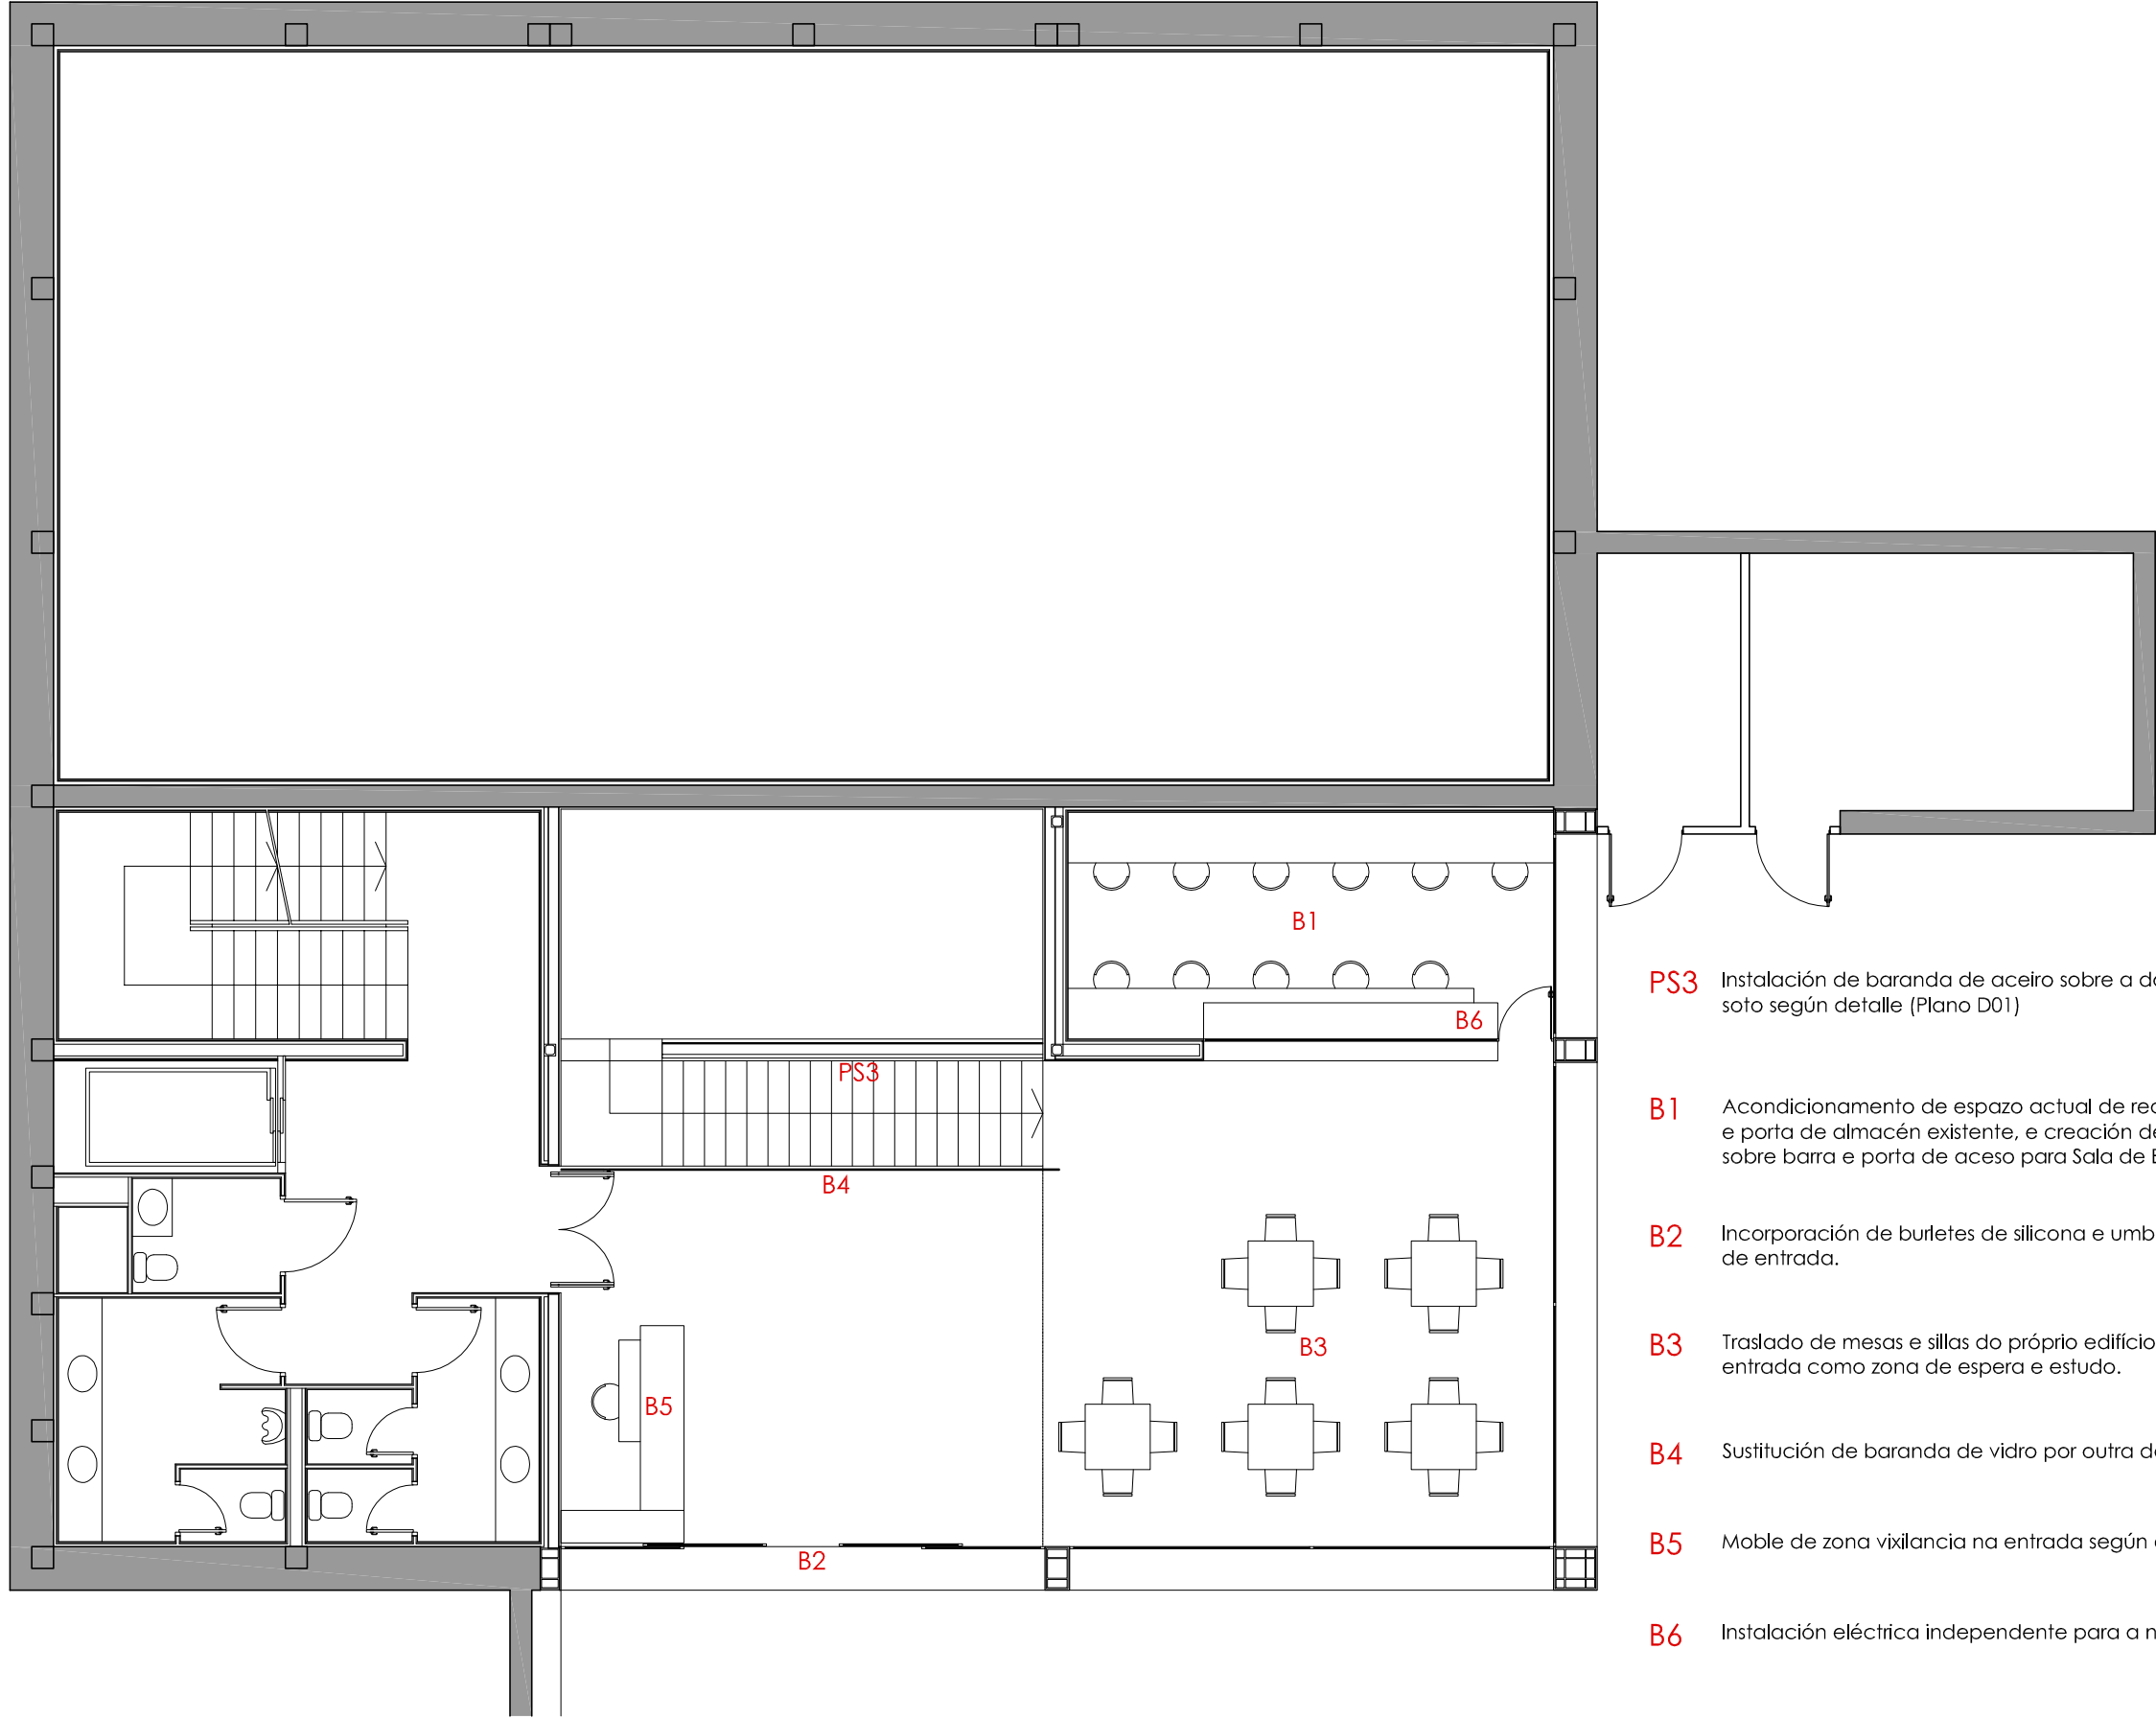 B1
B6
PS3
B4
B3
B5
B2
PS3 Instalación de baranda de aceiro sobre a
soto según detalle (Plano D01)
B1 Acondicionamento de espazo actual de
e porta de almacén existente, e creación
sobre barra e porta de aceso para Sala de
B2 Incorporación de burletes de silicona e
de entrada.
B3 Traslado de mesas e sillas do próprio edifício
entrada como zona de espera e estudo.
B4 Sustitución de baranda de vidro por outra
B5 Moble de zona vixilancia na entrada según
B6 Instalación eléctrica independente para a